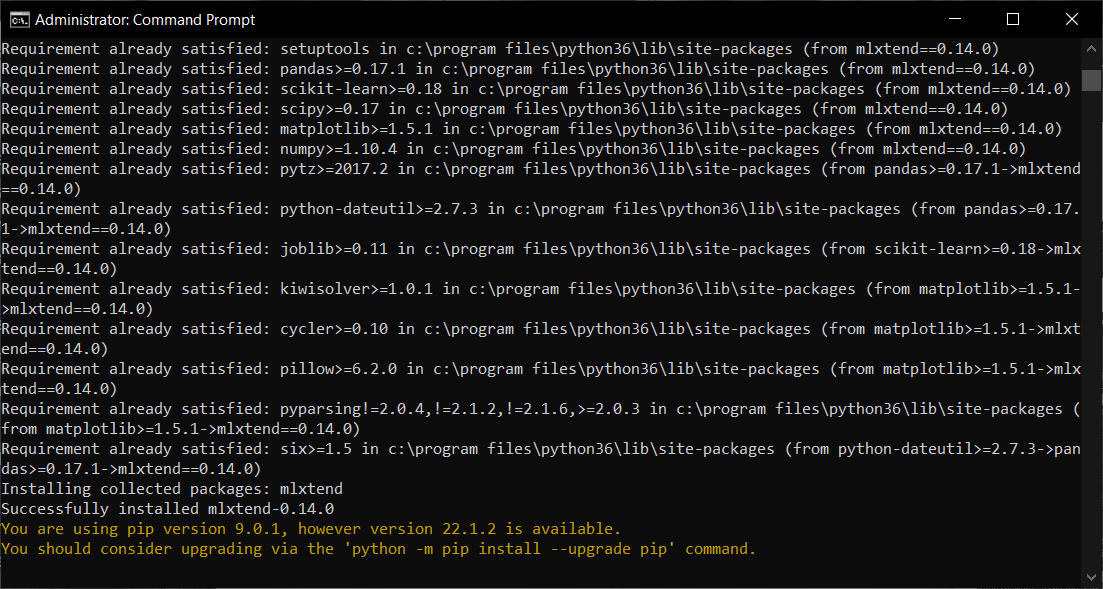 Administrator: Command Prompt
Requirement already satisfied: setuptools in c:\program files\python36\lib\site-packages (from mlxtend==0.14.0)
Requirement already satisfied: pandas>=0.17.1 in c:\program files\python36\lib\site-packages (from mlxtend==0.14.0)
Requirement already satisfied: scikit-learn>=0.18 in c:\program files\python36\lib\site-packages (from mlxtend==0.14.0)
Requirement already satisfied: scipy>=0.17 in c:\program files\python36\lib\site-packages (from mlxtend==0.14.0)
Requirement already satisfied: matplotlib>=1.5.1 in c:\program files\python36\lib\site-packages (from mlxtend==0.14.0)
Requirement already satisfied: numpy>=1.10.4 in c:\program files\python36\lib\site-packages (from mlxtend==0.14.0)
Requirement already satisfied: pytz>=2017.2 in c:\program files\python36\lib\site-packages (from pandas>=0.17.1->mlxtend
==0.14.0)
Requirement already satisfied: python-dateutil>=2.7.3 in c:\program files\python36\lib\site-packages (from pandas>=0.17.
1->mlxtend==0.14.0)
Requirement already satisfied: joblib>=0.11 in c:\program files\python36\lib\site-packages (from scikit-learn>=0.18->mlx
tend==0.14.0)
Requirement already satisfied: kiwisolver>=1.0.1 in c:\program files\python36\lib\site-packages (from matplotlib>=1.5.1-
>mlxtend==0.14.0)
Requirement already satisfied: cycler>=0.10 in c:\program files\python36\lib\site-packages (from matplotlib>=1.5.1->mlxt
end==0.14.0)
Requirement already satisfied: pillow>=6.2.0 in c:\program files\python36\lib\site-packages (from matplotlib>=1.5.1->mlx
tend==0.14.0)
Requirement already satisfied: pyparsing!=2.0.4,!=2.1.2,!=2.1.6,>=2.0.3 in c:\program files\python36\lib\site-packages (
from matplotlib>=1.5.1->mlxtend==0.14.0)
Requirement already satisfied: six>=1.5 in c:\program files\python36\lib\site-packages (from python-dateutil>=2.7.3->pan
das>=0.17.1->mlxtend==0.14.0)
Installing collected packages: mlxtend
Successfully installed mlxtend-0.14.0
You are using pip version 9.0.1, however version 22.1.2 is available.
You should consider upgrading via the 'python -m pip install --upgrade pip' command.